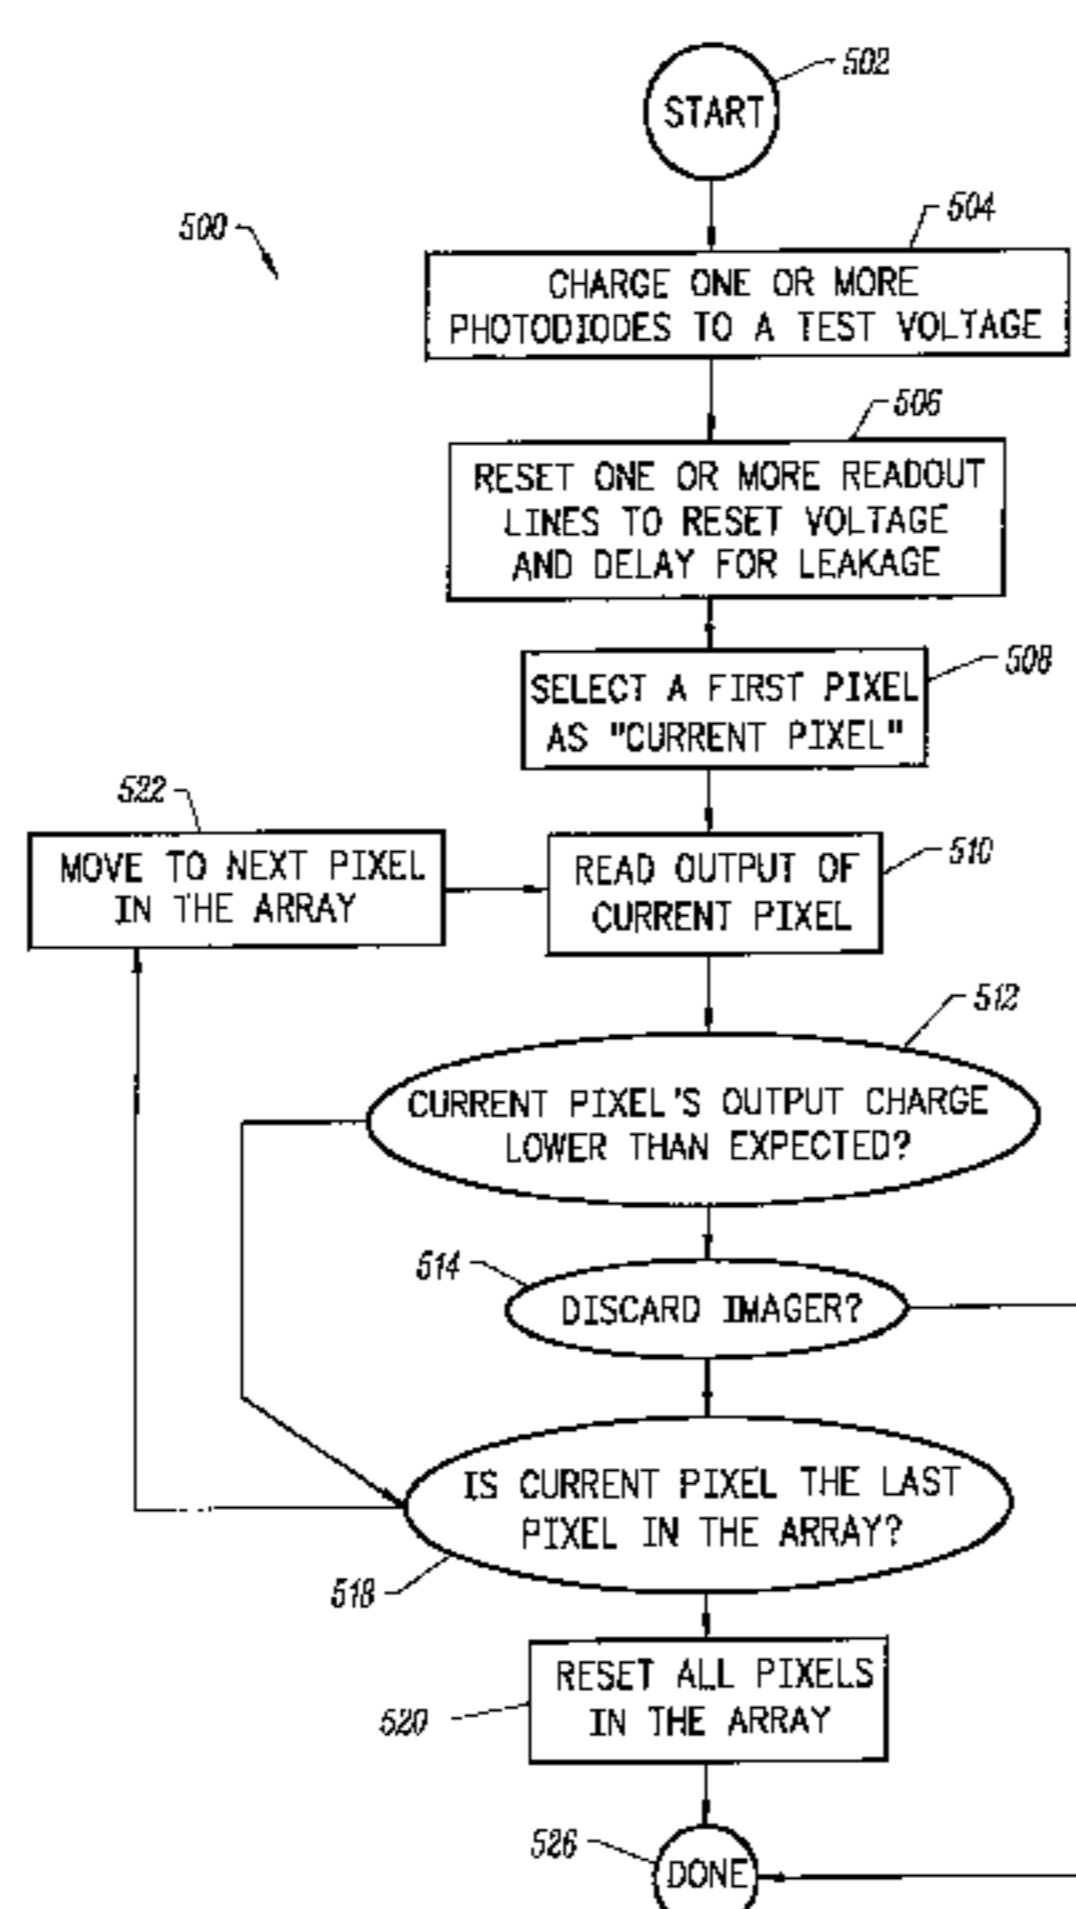 502
START
500
504
CHARGE ONE OR MORE
PHOTODIODES TO A TEST VOLTAGE
506
RESET ONE OR MORE READOUT
LINES TO RESET VOLTAGE
AND DELAY FOR LEAKAGE
508
SELECT A FIRST PIXEL
AS "CURRENT PIXEL"
522
MOVE TO NEXT PIXEL
IN THE ARRAY
510
READ OUTPUT OF
CURRENT PIXEL
512
CURRENT PIXEL'S OUTPUT CHARGE
LOWER THAN EXPECTED?
514
DISCARD IMAGER?
IS CURRENT PIXEL THE LAST
PIXEL IN THE ARRAY?
518
RESET ALL PIXELS
IN THE ARRAY
520
526
DONE